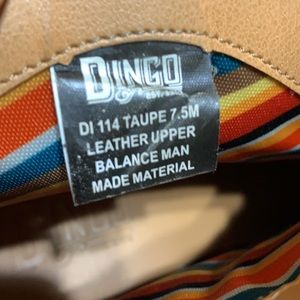 DINGO
DI 114 TAUPE 7.5M
LEATHER UPPER
BALANCE MAN
MADE MATERIAL